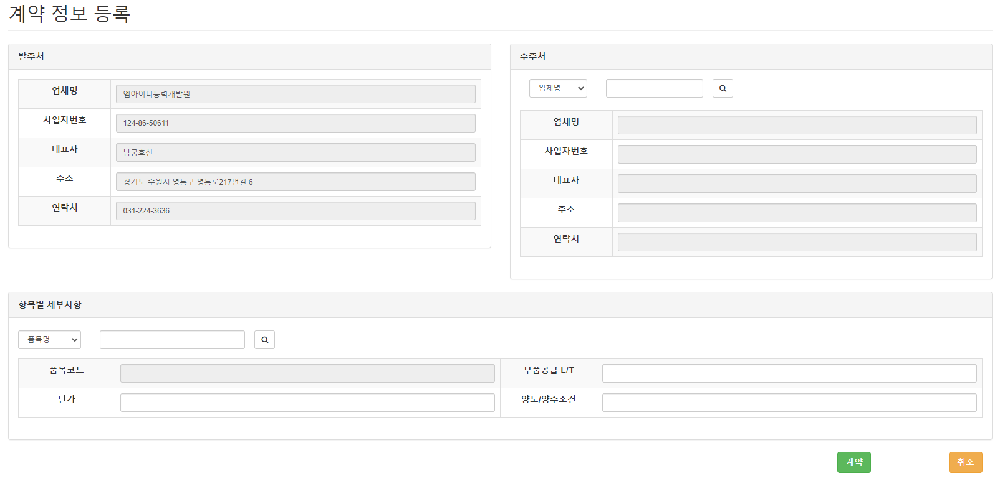 계약 정보 등록
발주처
업체명 엠아이티능력개발원
사업자번호 124-86-50611
대표자 남궁효선
주소 경기도 수원시 영통구 영통로217번길 6
연락처 031-224-3636
수주처
업체명
업체명
사업자번호
대표자
주소
연락처
항목별 세부사항
품목명
품목코드 부품공급 L/T
단가 양도/양수조건
계약 취소